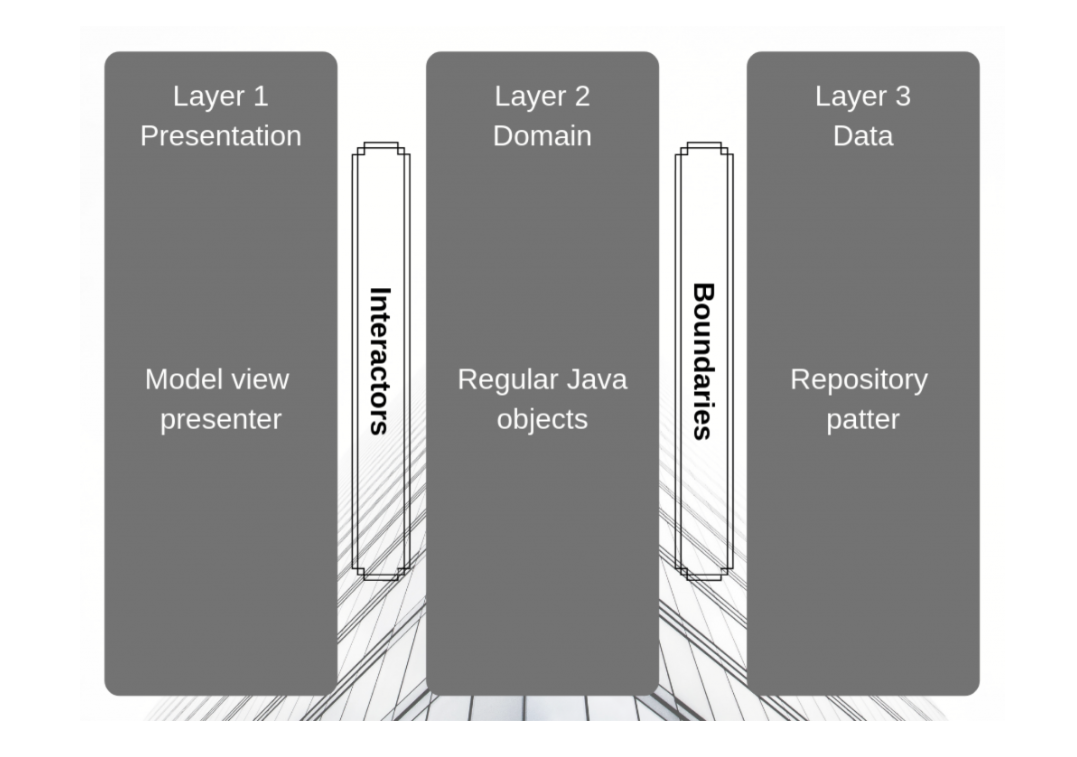 Layer 1
Presentation
Model view
presenter
Interactors
Layer 2
Domain
Regular Java
objects
Boundaries
Layer 3
Data
Repository
patter